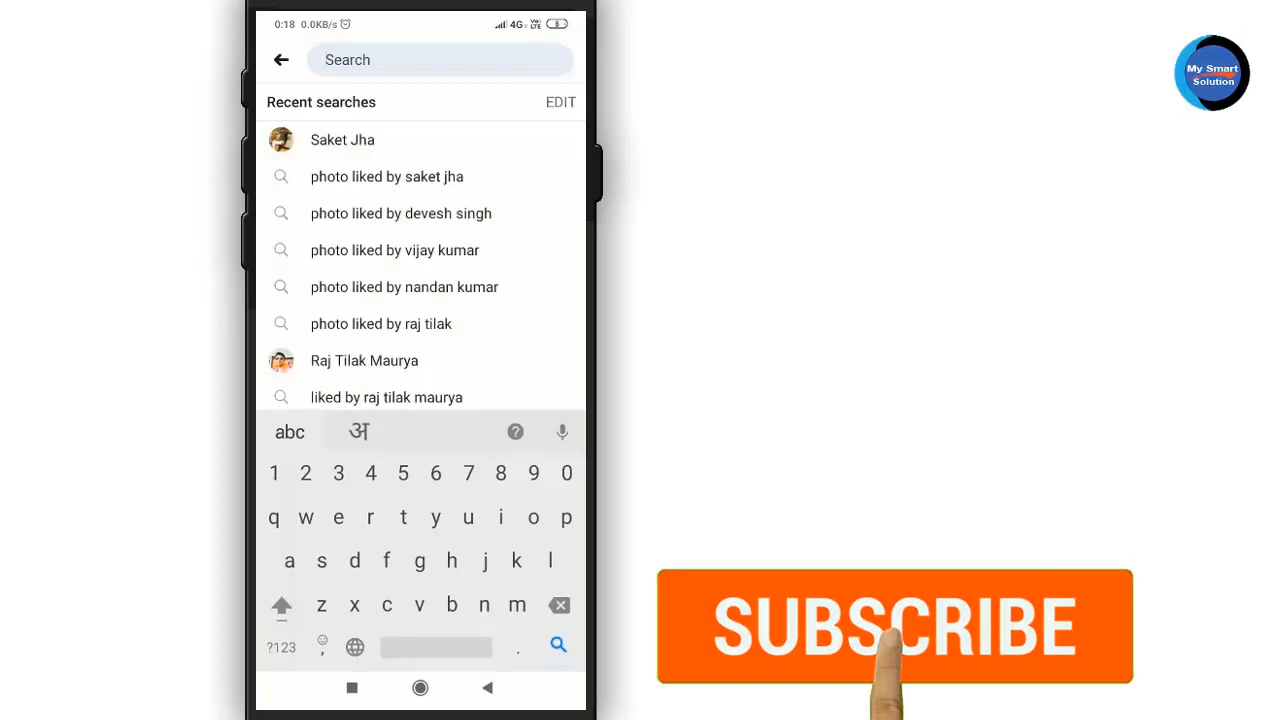 0:18 0.0KB/s 4G Vo LTE 8
Search
Recent searches EDIT
Saket Jha
photo liked by saket jha
photo liked by devesh singh
photo liked by vijay kumar
photo liked by nandan kumar
photo liked by raj tilak
Raj Tilak Maurya
liked by raj tilak maurya
abc अ ?
1 2 3 4 5 6 7 8 9 0
q w e r t y u i o p
a s d f g h j k l
z x c v b n m
?123 , .
My Smart
Solution
SUBSCRIBE